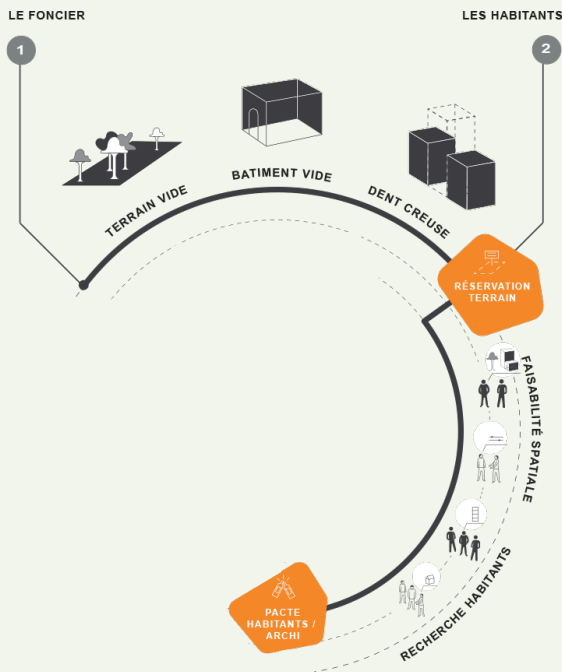 LE FONCIER
LES HABITANTS
1
2
TERRAIN VIDE
BATIMENT VIDE
DENT CREUSE
RÉSERVATION
TERRAIN
FAISABILITÉ SPATIALE
RECHERCHE HABITANTS
PACTE
HABITANTS /
ARCHI